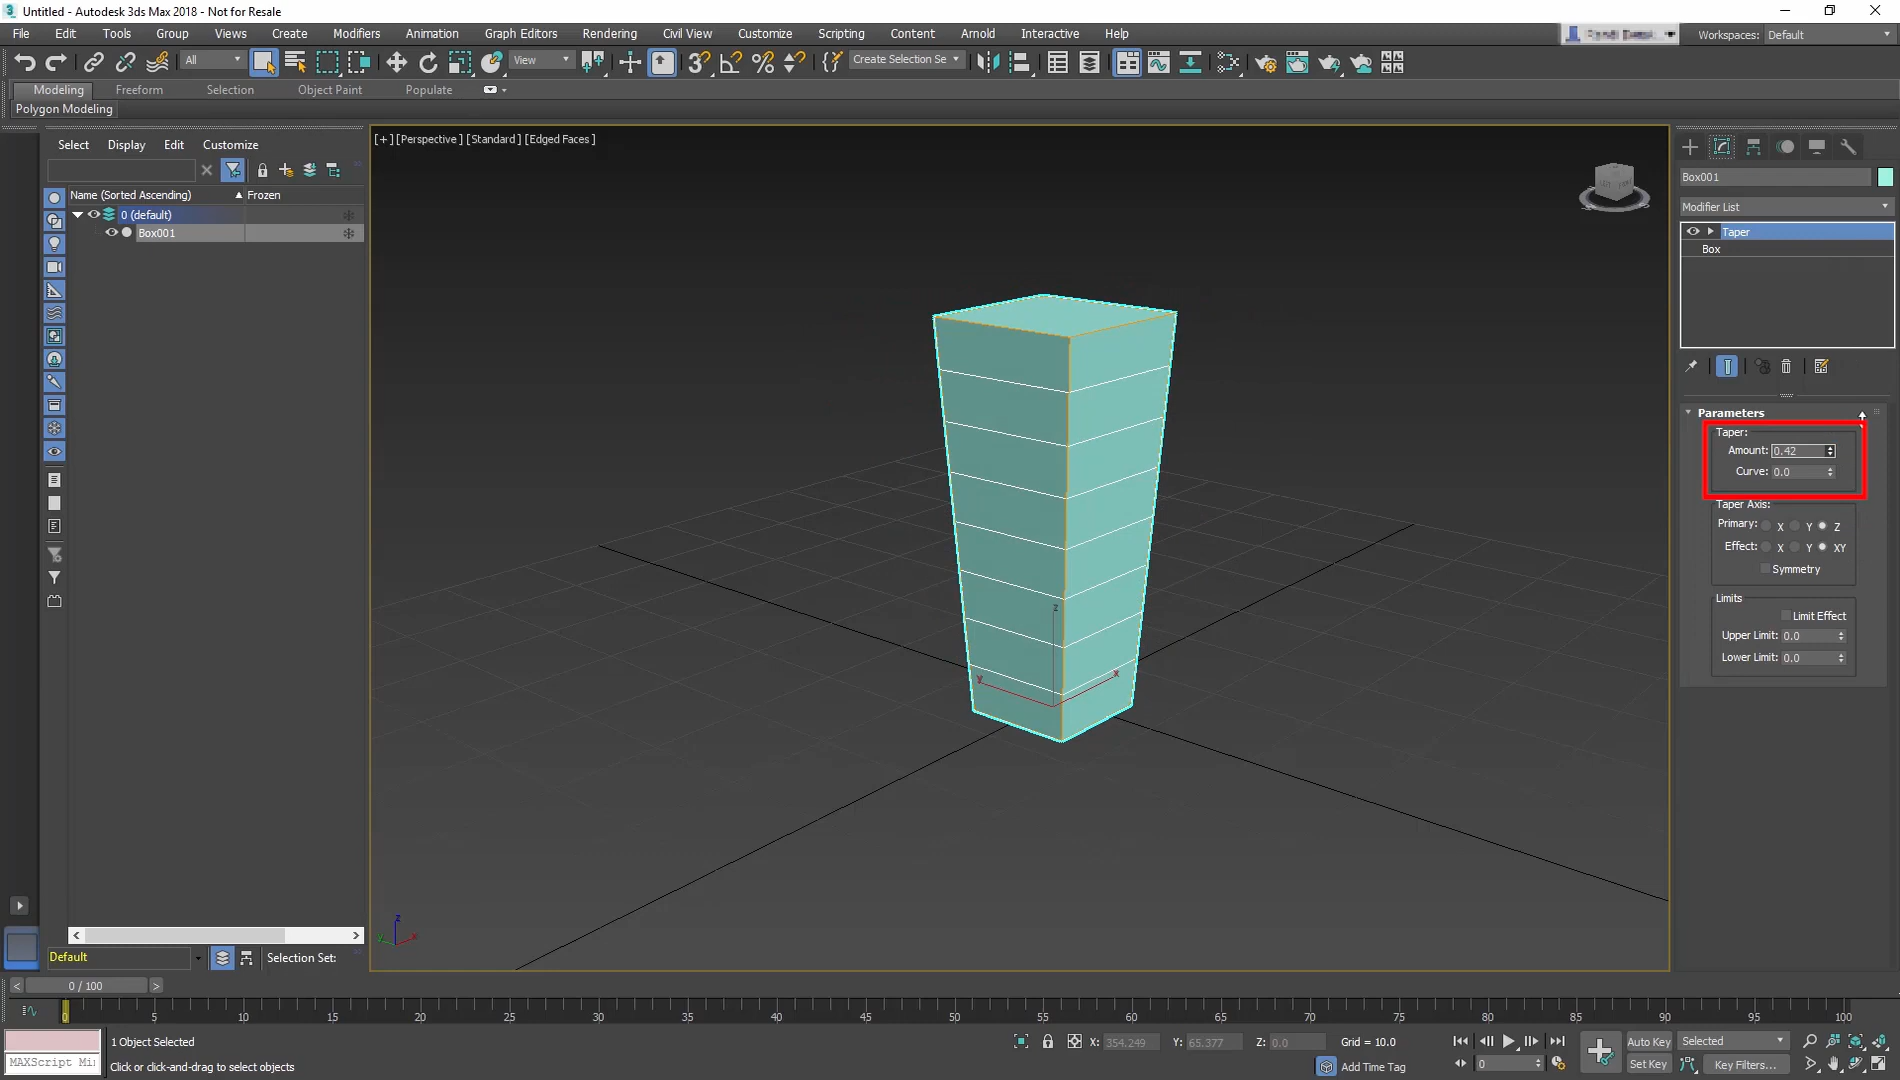 Untitled - Autodesk 3ds Max 2018 - Not for Resale
File Edit Tools Group Views Create Modifiers Animation Graph Editors Rendering Civil View Customize Scripting Content Arnold Interactive Help
Workspaces: Default
All View Create Selection Se
Modeling Freeform Selection Object Paint Populate
Polygon Modeling
Select Display Edit Customize
Name (Sorted Ascending) Frozen
0 (default)
Box001
[+] [Perspective] [Standard] [Edged Faces]
z
y
x
z
y
x
Box001
Modifier List
Taper
Box
Parameters
Taper:
Amount: 0.42
Curve: 0.0
Taper Axis:
Primary: X Y Z
Effect: X Y XY
Symmetry
Limits
Limit Effect
Upper Limit: 0.0
Lower Limit: 0.0
Default
Selection Set:
< 0 / 100 >
0 5 10 15 20 25 30 35 40 45 50 55 60 65 70 75 80 85 90 95 100
1 Object Selected
MAXScript Mi
Click or click-and-drag to select objects
X: 354.249 Y: 65.377 Z: 0.0 Grid = 10.0
Add Time Tag
0
Auto Key Selected
Set Key Key Filters...